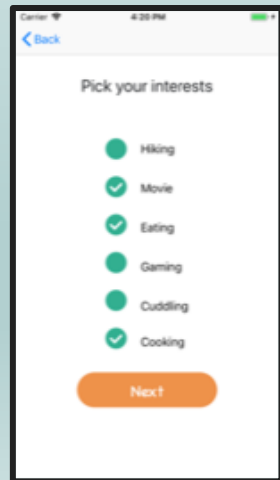 Carrier 4:20 PM
Back
Pick your interests
Hiking
Movie
Eating
Gaming
Cuddling
Cooking
Next